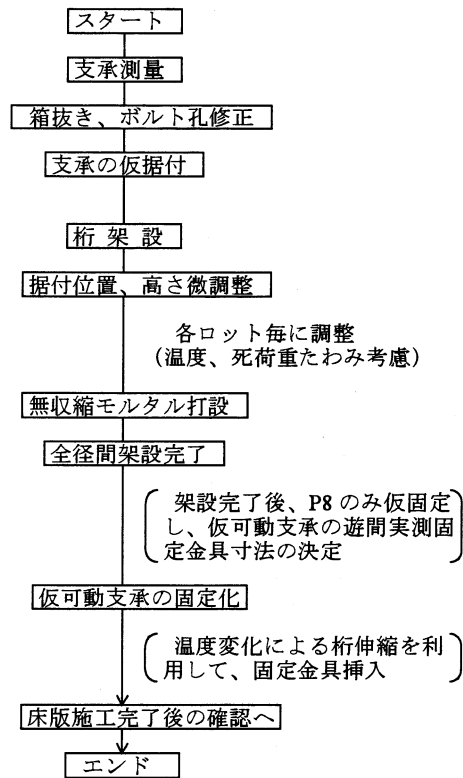 スタート
支承測量
箱抜き、ボルト孔修正
支承の仮据付
桁架設
据付位置、高さ微調整
各ロット毎に調整
(温度、死荷重たわみ考慮)
無収縮モルタル打設
全径間架設完了
架設完了後、P8のみ仮固定
し、仮可動支承の遊間実測固
定金具寸法の決定
仮可動支承の固定化
温度変化による桁伸縮を利
用して、固定金具挿入
床版施工完了後の確認へ
エンド